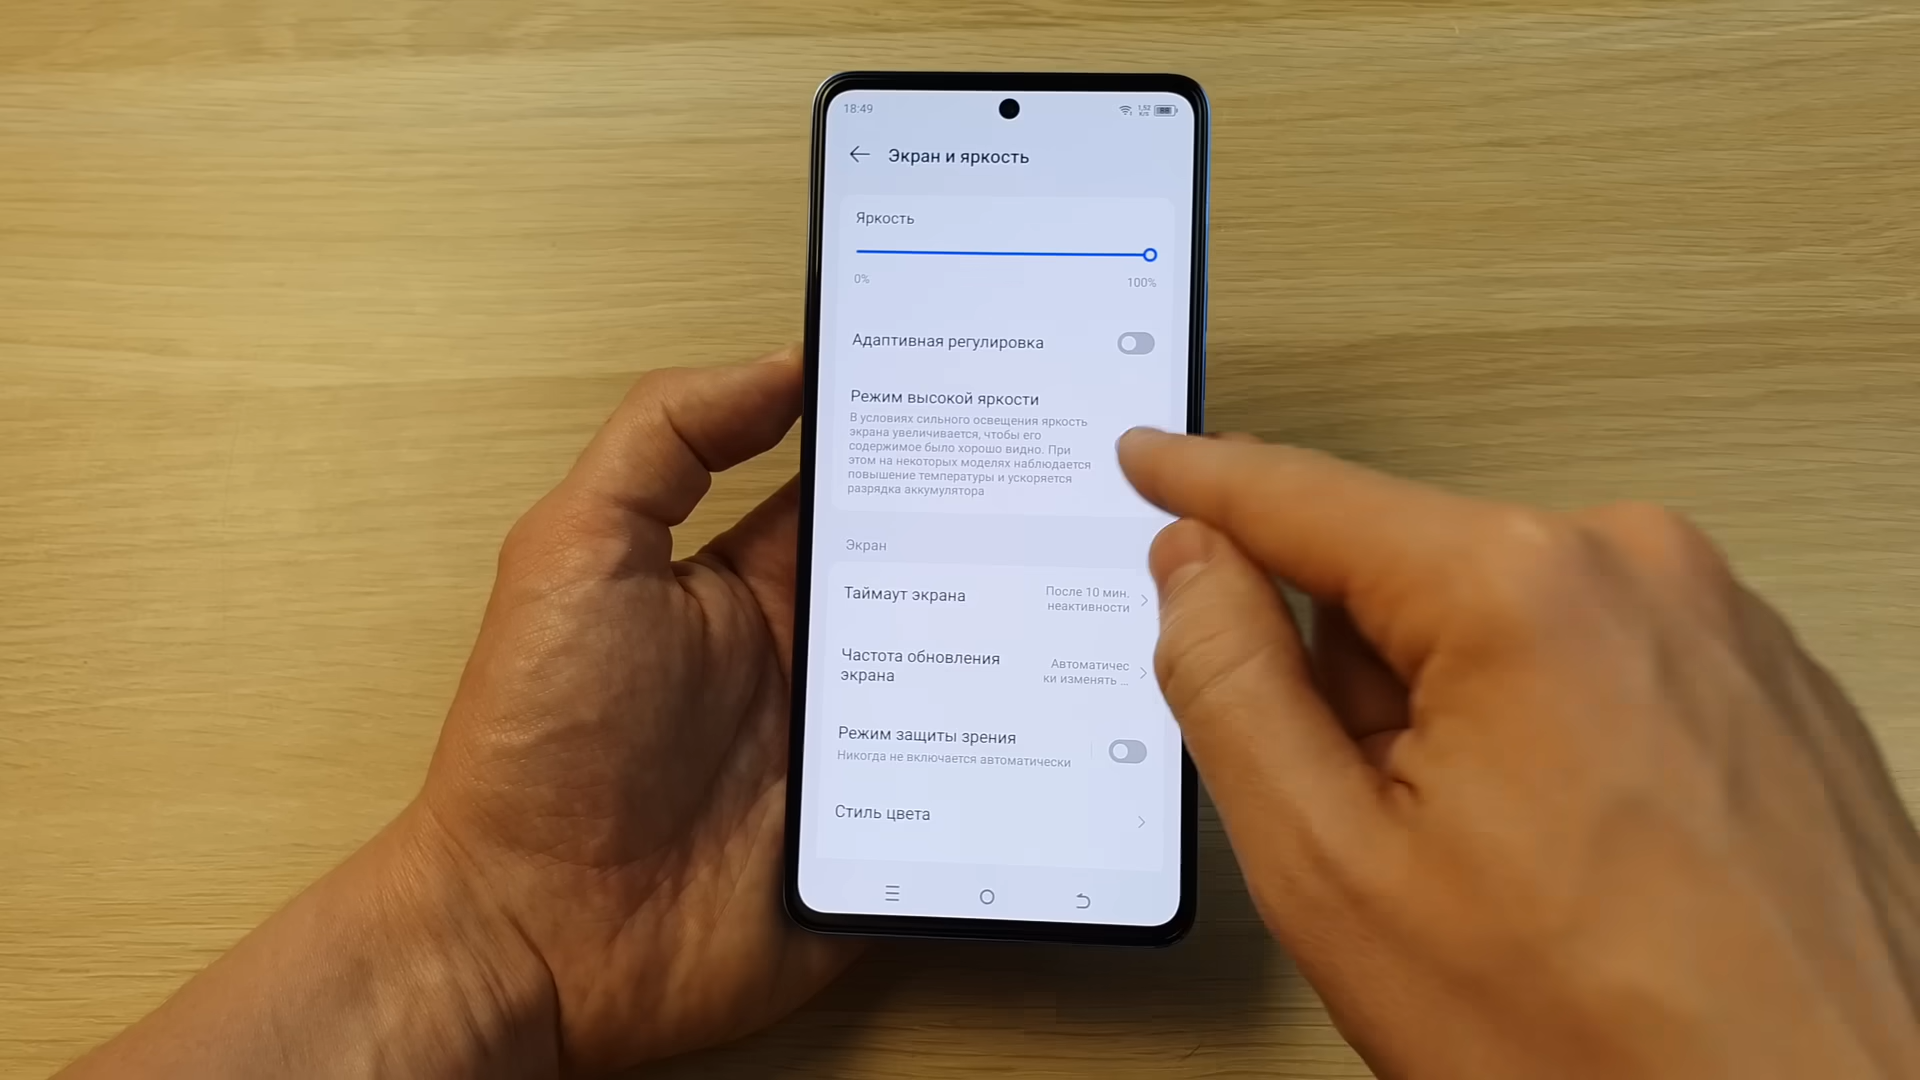 18:49
1,52
K/S
88
Экран и яркость
Яркость
0%
100%
Адаптивная регулировка
Режим высокой яркости
В условиях сильного освещения яркость
экрана увеличивается, чтобы его
содержимое было хорошо видно. При
этом на некоторых моделях наблюдается
повышение температуры и ускоряется
разрядка аккумулятора
Экран
Таймаут экрана
После 10 мин.
неактивности
Частота обновления
экрана
Автоматичес
ки изменять ...
Режим защиты зрения
Никогда не включается автоматически
Стиль цвета